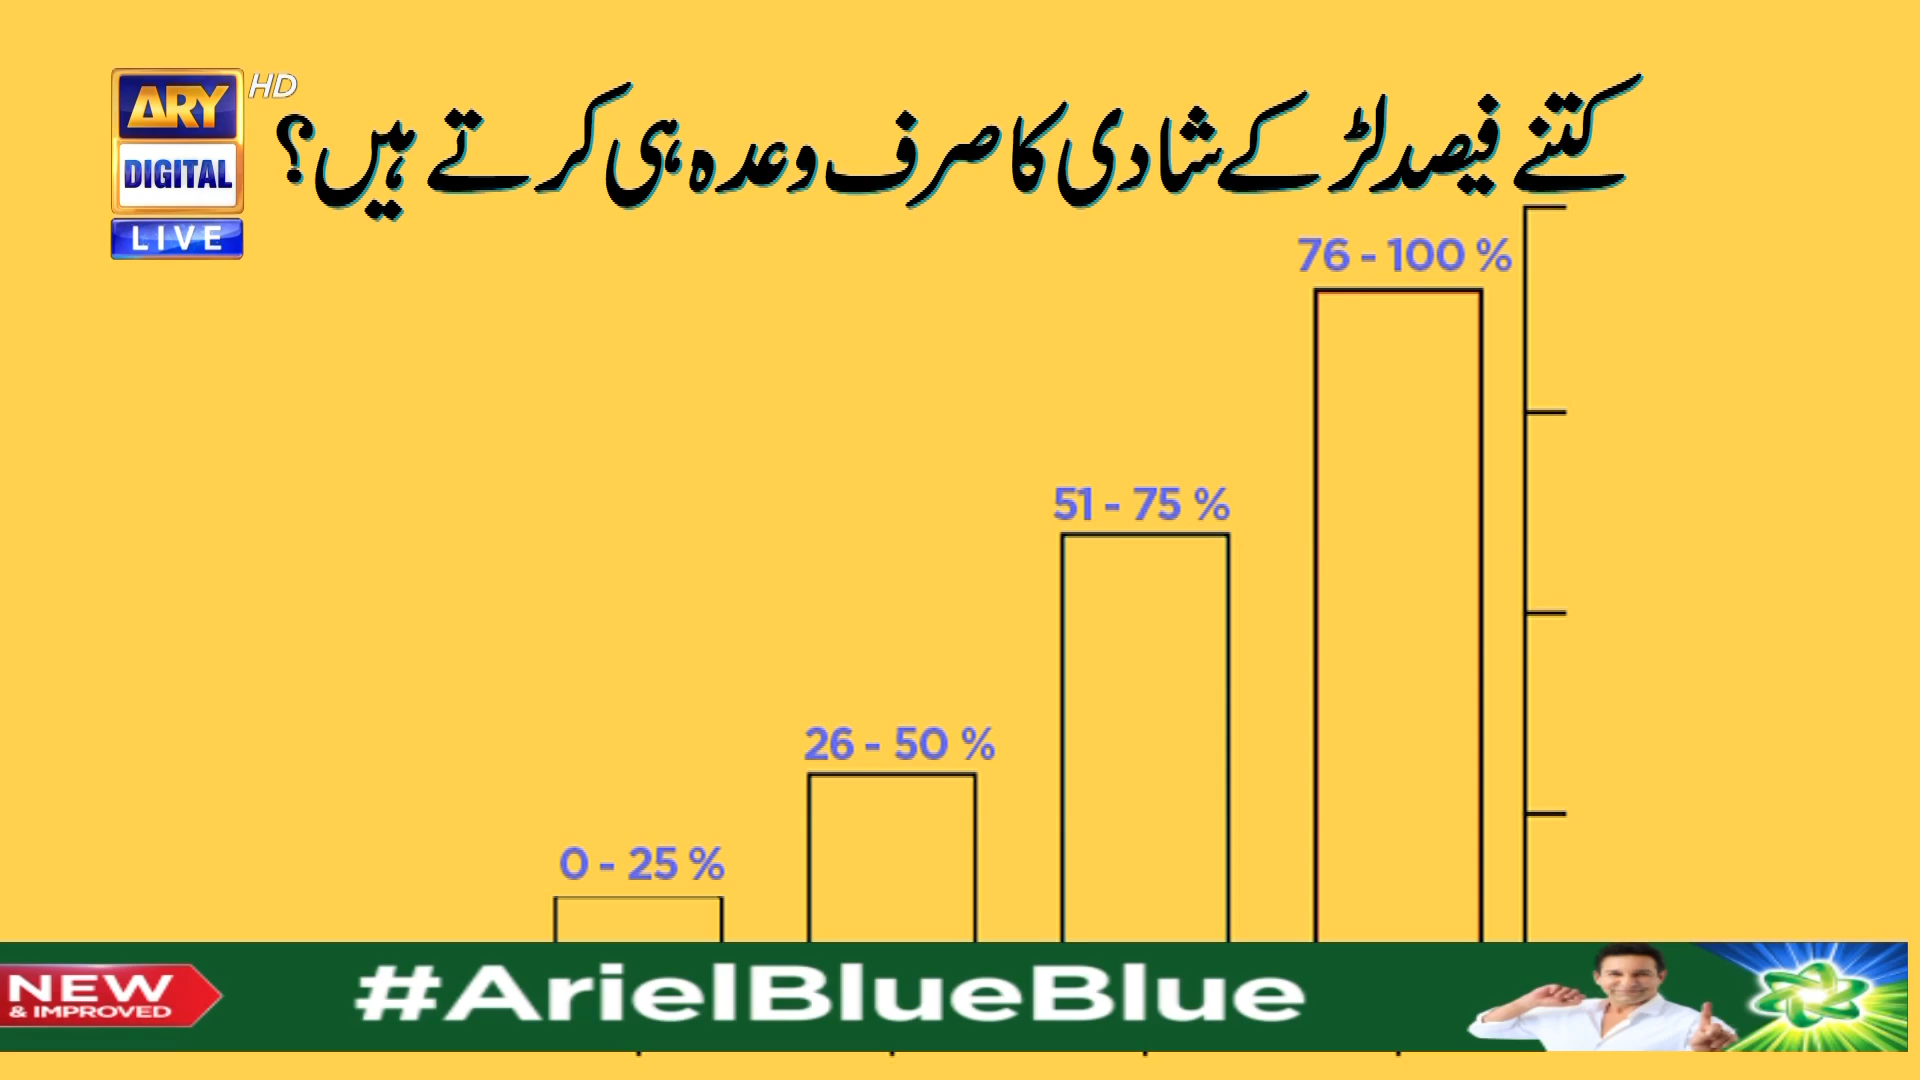 ARY
HD
DIGITAL
LIVE
کتنے فیصد لڑکے شادی کا صرف وعدہ ہی کرتے ہیں؟
76 - 100 %
51 - 75 %
26 - 50 %
0 - 25 %
NEW
& IMPROVED
#ArielBlueBlue